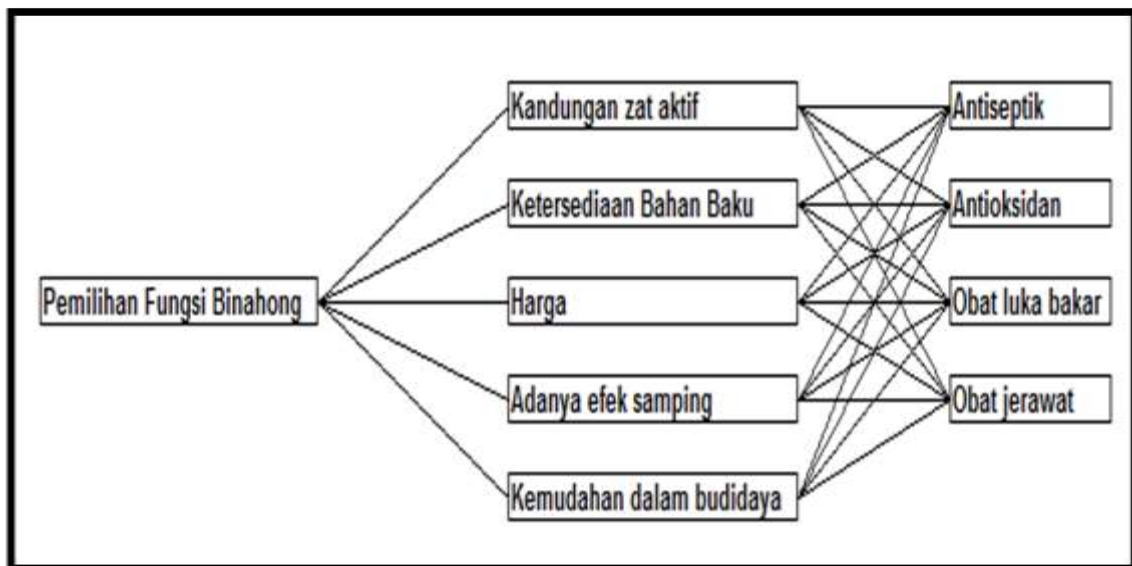 Pemilihan Fungsi Binahong
Kandungan zat aktif
Ketersediaan Bahan Baku
Harga
Adanya efek samping
Kemudahan dalam budidaya
Antiseptik
Antioksidan
Obat luka bakar
Obat jerawat